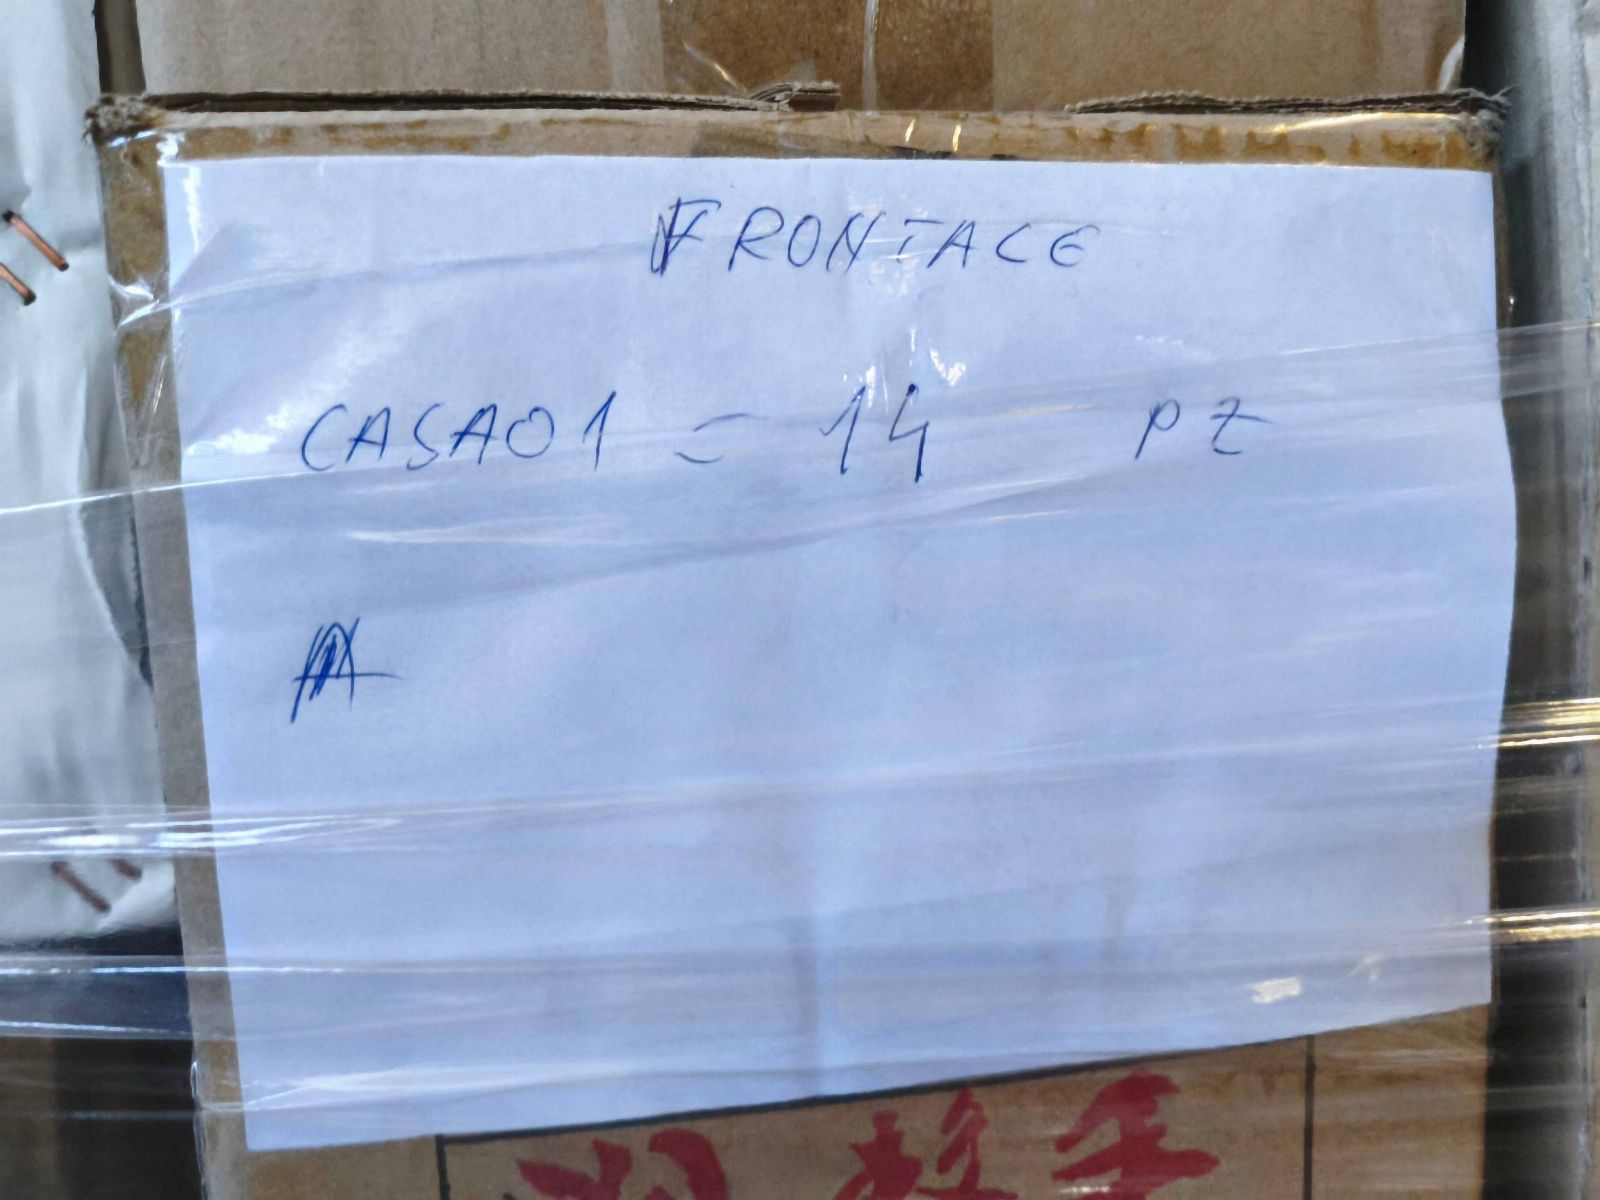 FRONTACE
CASA01 = 14 PZ